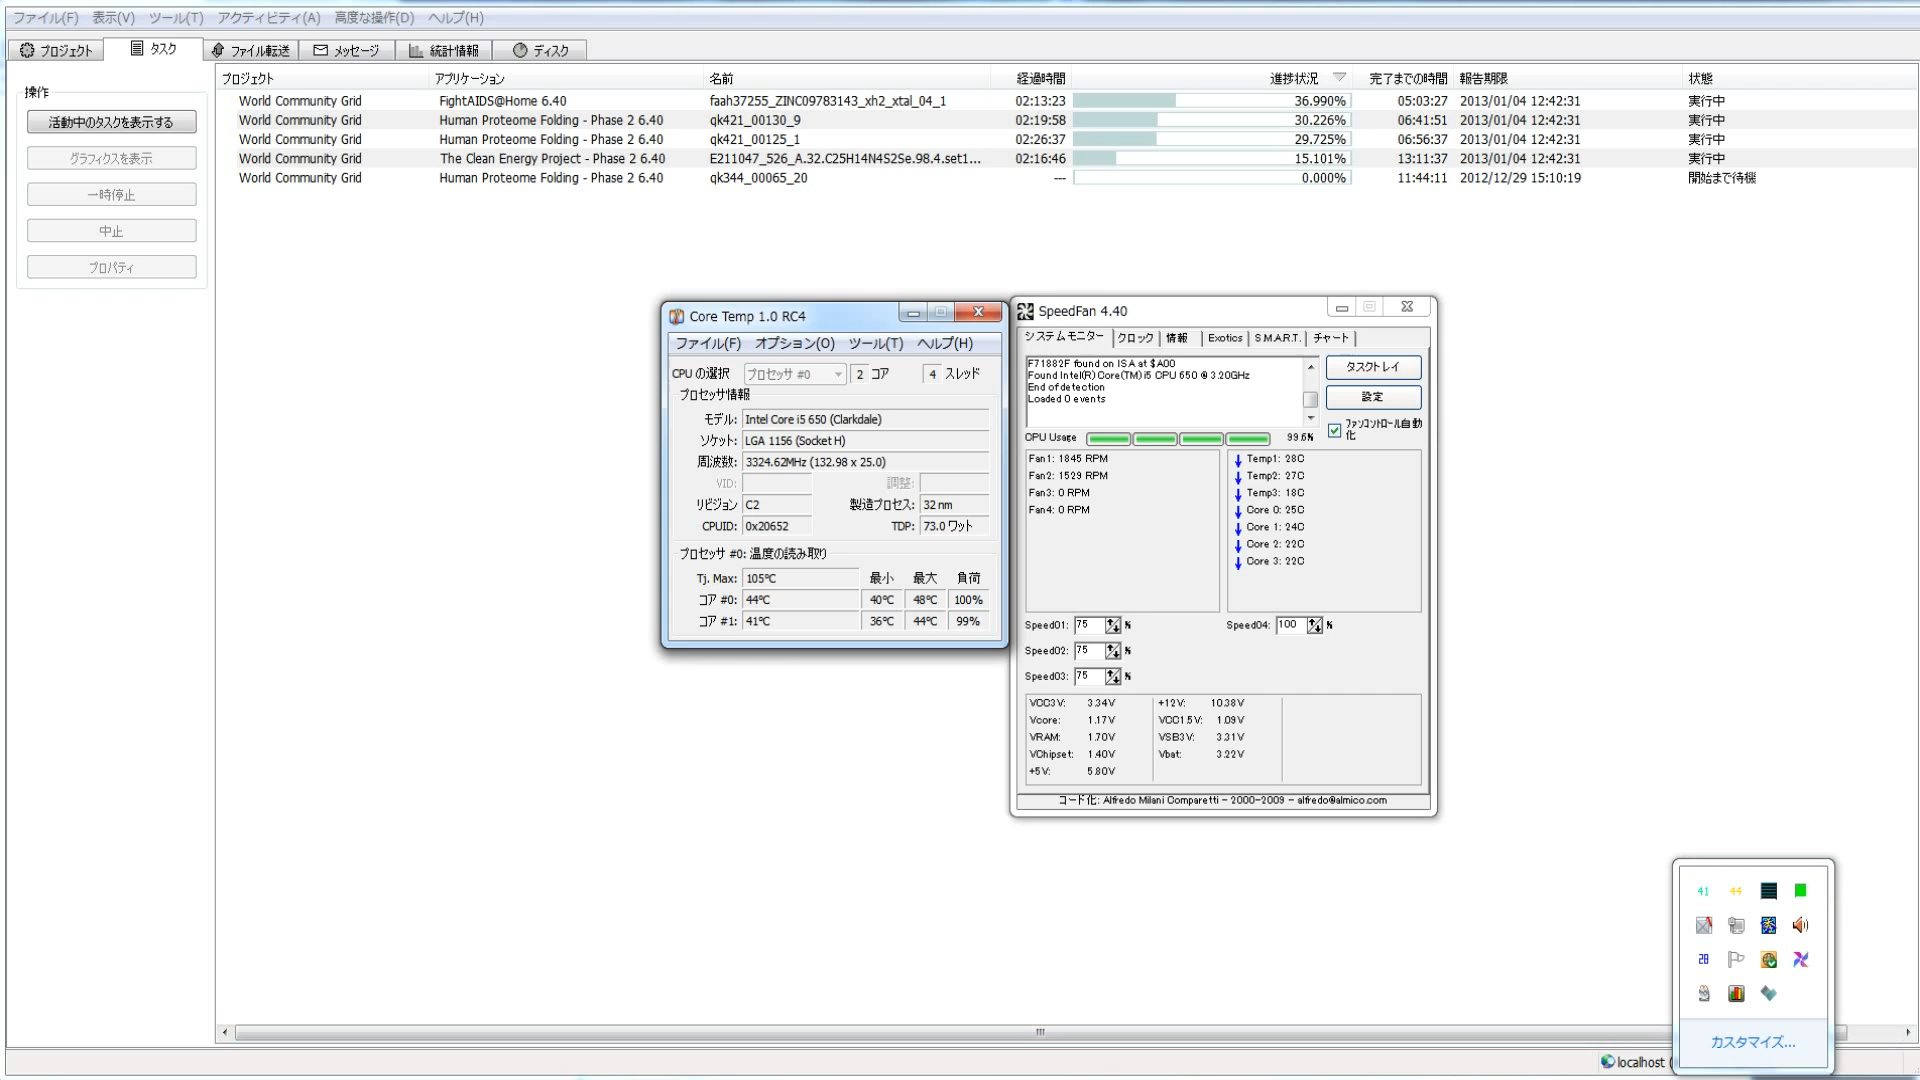 ファイル(F) 表示(V) ツール(T) アクティビティ(A) 高度な操作(D) ヘルプ(H)
プロジェクト タスク ファイル転送 メッセージ 統計情報 ディスク
操作
活動中のタスクを表示する
グラフィクスを表示
一時停止
中止
プロパティ
プロジェクト アプリケーション 名前 経過時間 進捗状況 完了までの時間 報告期限 状態
World Community Grid FightAIDS@Home 6.40 faah37255_ZINC09783143_xh2_xtal_04_1 02:13:23 36.990% 05:03:27 2013/01/04 12:42:31 実行中
World Community Grid Human Proteome Folding - Phase 2 6.40 qk421_00130_9 02:19:58 30.226% 06:41:51 2013/01/04 12:42:31 実行中
World Community Grid Human Proteome Folding - Phase 2 6.40 qk421_00125_1 02:26:37 29.725% 06:56:37 2013/01/04 12:42:31 実行中
World Community Grid The Clean Energy Project - Phase 2 6.40 E211047_526_A.32.C25H14N4S2Se.98.4.set1... 02:16:46 15.101% 13:11:37 2013/01/04 12:42:31 実行中
World Community Grid Human Proteome Folding - Phase 2 6.40 qk344_00065_20 --- 0.000% 11:44:11 2012/12/29 15:10:19 開始まで待機
Core Temp 1.0 RC4
ファイル(F) オプション(O) ツール(T) ヘルプ(H)
CPU の選択 プロセッサ #0 2 コア 4 スレッド
プロセッサ情報
モデル: Intel Core i5 650 (Clarkdale)
ソケット: LGA 1156 (Socket H)
周波数: 3324.62MHz (132.98 x 25.0)
VID: 調整:
リビジョン C2 製造プロセス: 32 nm
CPUID: 0x20652 TDP: 73.0 ワット
プロセッサ #0: 温度の読み取り
Tj. Max: 105℃ 最小 最大 負荷
コア #0: 44℃ 40℃ 48℃ 100%
コア #1: 41℃ 36℃ 44℃ 99%
SpeedFan 4.40
システムモニター クロック 情報 Exotics S.M.A.R.T. チャート
F71882F found on ISA at $A00
Found Intel(R) Core(TM) i5 CPU 650 @ 3.20GHz
End of detection
Loaded 0 events
タスクトレイ
設定
ファンコントロール自動化
CPU Usage 99.6%
Fan1: 1845 RPM
Fan2: 1529 RPM
Fan3: 0 RPM
Fan4: 0 RPM
Temp1: 28C
Temp2: 27C
Temp3: 18C
Core 0: 25C
Core 1: 24C
Core 2: 22C
Core 3: 22C
Speed01: 75 % Speed04: 100 %
Speed02: 75 %
Speed03: 75 %
VCC3V: 3.34V +12V: 10.38V
Vcore: 1.17V VCC1.5V: 1.09V
VRAM: 1.70V VSB3V: 3.31V
VChipset: 1.40V Vbat: 3.22V
+5V: 5.80V
コード化: Alfredo Milani Comparetti - 2000-2009 - alfredo@almico.com
41 44
28
カスタマイズ...
localhost (